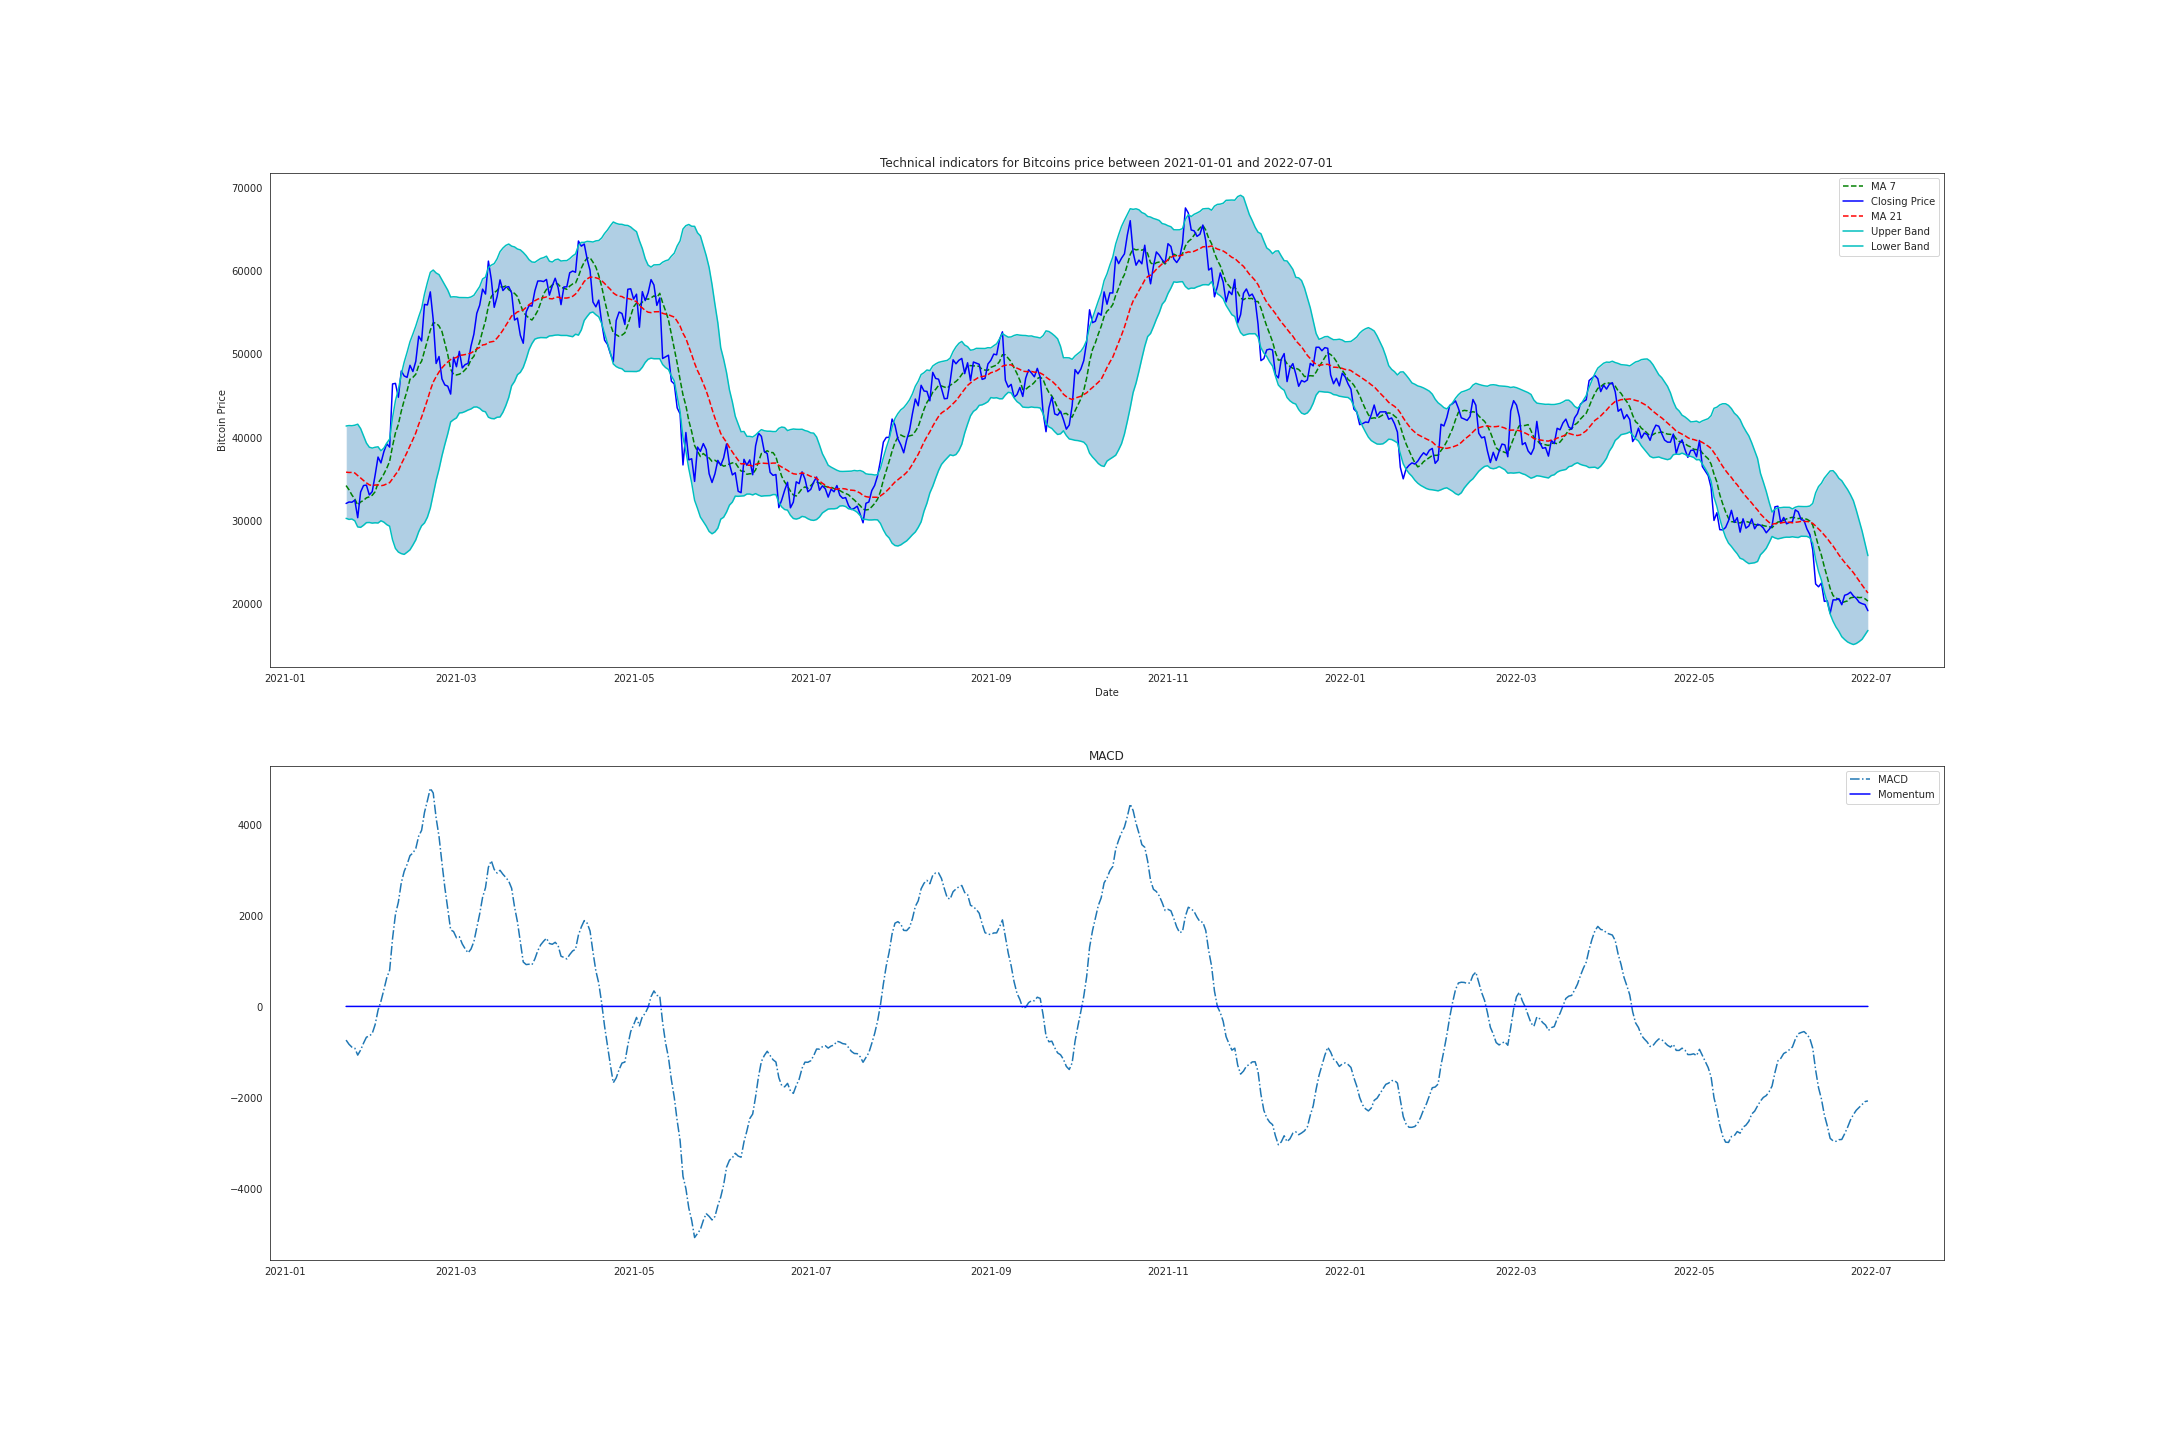 Technical indicators for Bitcoins price between 2021-01-01 and 2022-07-01
70000
60000
50000
40000
30000
20000
Bitcoin Price
MA 7
Closing Price
MA 21
Upper Band
Lower Band
2021-01 2021-03 2021-05 2021-07 2021-09 2021-11 2022-01 2022-03 2022-05 2022-07
Date
MACD
4000
2000
0
−2000
−4000
MACD
Momentum
2021-01 2021-03 2021-05 2021-07 2021-09 2021-11 2022-01 2022-03 2022-05 2022-07